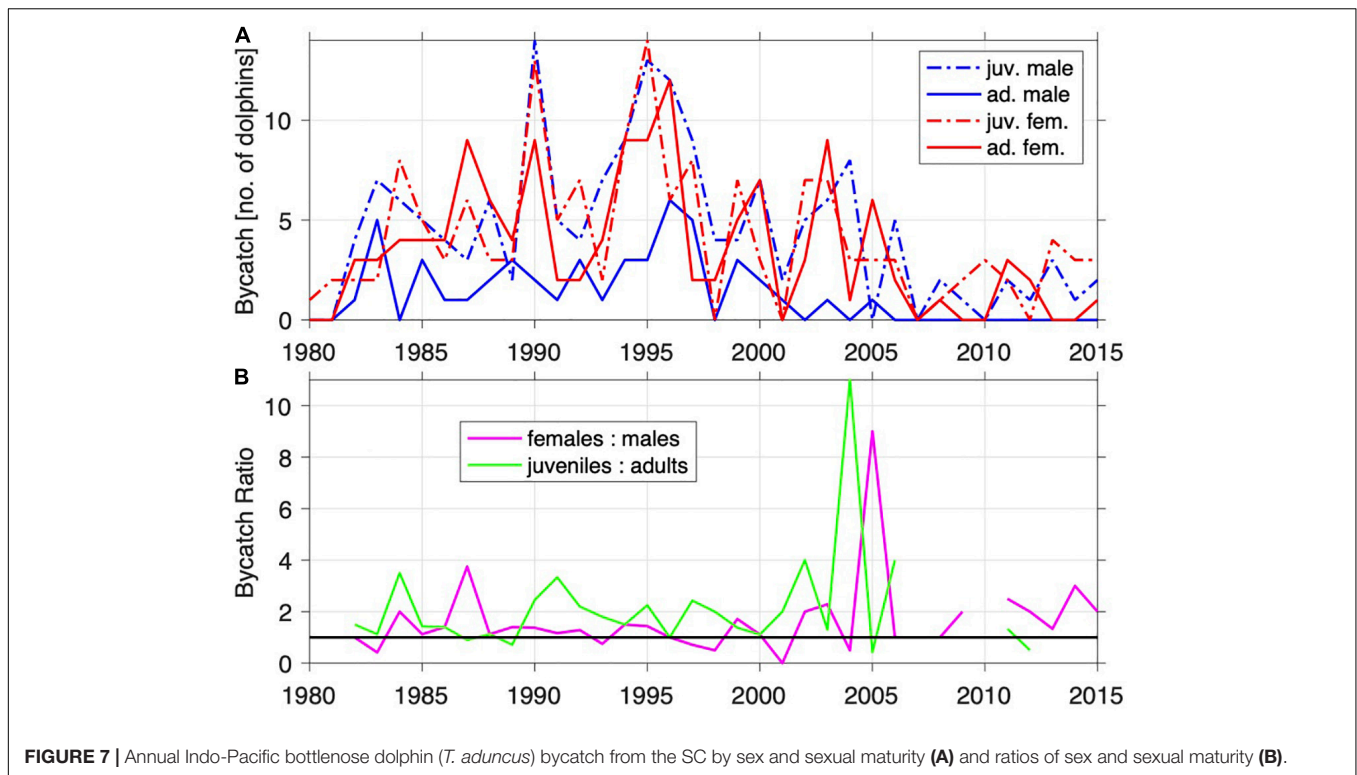 A
Bycatch [no. of dolphins]
10
5
0
juv. male
ad. male
juv. fem.
ad. fem.
1980 1985 1990 1995 2000 2005 2010 2015
B
Bycatch Ratio
10
8
6
4
2
0
females : males
juveniles : adults
1980 1985 1990 1995 2000 2005 2010 2015
FIGURE 7 | Annual Indo-Pacific bottlenose dolphin (T. aduncus) bycatch from the SC by sex and sexual maturity (A) and ratios of sex and sexual maturity (B).